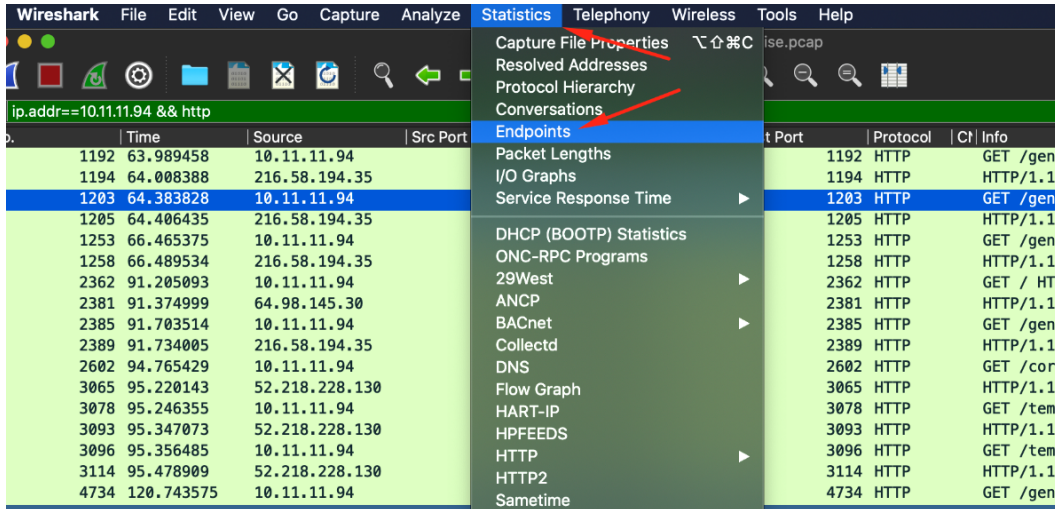 Wireshark File Edit View Go Capture Analyze Statistics Telephony Wireless Tools Help
Capture File Properties ⌥⇧⌘C ise.pcap
Resolved Addresses
Protocol Hierarchy
ip.addr==10.11.11.94 && http
Conversations
Endpoints
Packet Lengths
I/O Graphs
Service Response Time
DHCP (BOOTP) Statistics
ONC-RPC Programs
29West
ANCP
BACnet
Collectd
DNS
Flow Graph
HART-IP
HPFEEDS
HTTP
HTTP2
Sametime
Time Source Src Port t Port Protocol Info
1192 63.989458 10.11.11.94 1192 HTTP GET /gen
1194 64.008388 216.58.194.35 1194 HTTP HTTP/1.1
1203 64.383828 10.11.11.94 1203 HTTP GET /gen
1205 64.406435 216.58.194.35 1205 HTTP HTTP/1.1
1253 66.465375 10.11.11.94 1253 HTTP GET /gen
1258 66.489534 216.58.194.35 1258 HTTP HTTP/1.1
2362 91.205093 10.11.11.94 2362 HTTP GET / HT
2381 91.374999 64.98.145.30 2381 HTTP HTTP/1.1
2385 91.703514 10.11.11.94 2385 HTTP GET /gen
2389 91.734005 216.58.194.35 2389 HTTP HTTP/1.1
2602 94.765429 10.11.11.94 2602 HTTP GET /cor
3065 95.220143 52.218.228.130 3065 HTTP HTTP/1.1
3078 95.246355 10.11.11.94 3078 HTTP GET /tem
3093 95.347073 52.218.228.130 3093 HTTP HTTP/1.1
3096 95.356485 10.11.11.94 3096 HTTP GET /tem
3114 95.478909 52.218.228.130 3114 HTTP HTTP/1.1
4734 120.743575 10.11.11.94 4734 HTTP GET /gen